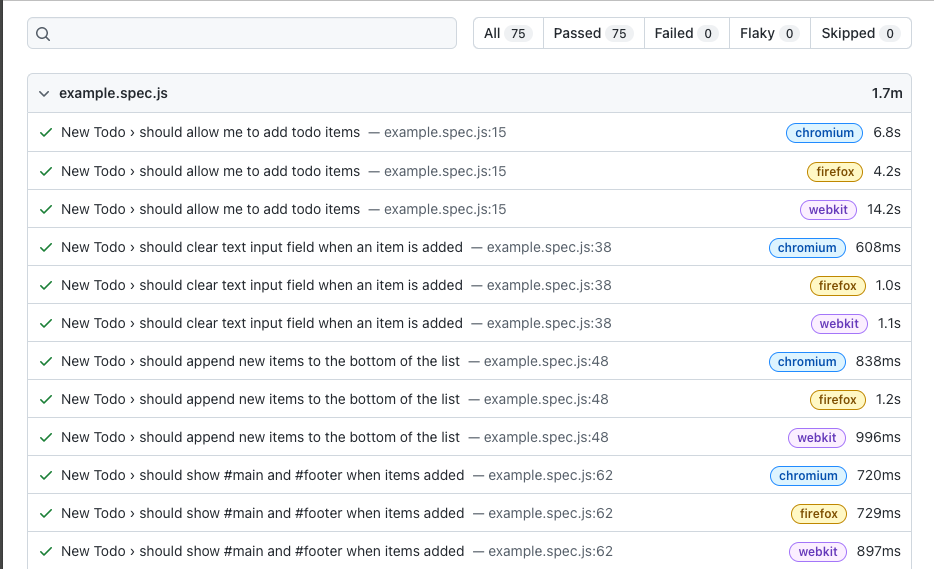 All 75 Passed 75 Failed 0 Flaky 0 Skipped 0
example.spec.js 1.7m
New Todo › should allow me to add todo items — example.spec.js:15 chromium 6.8s
New Todo › should allow me to add todo items — example.spec.js:15 firefox 4.2s
New Todo › should allow me to add todo items — example.spec.js:15 webkit 14.2s
New Todo › should clear text input field when an item is added — example.spec.js:38 chromium 608ms
New Todo › should clear text input field when an item is added — example.spec.js:38 firefox 1.0s
New Todo › should clear text input field when an item is added — example.spec.js:38 webkit 1.1s
New Todo › should append new items to the bottom of the list — example.spec.js:48 chromium 838ms
New Todo › should append new items to the bottom of the list — example.spec.js:48 firefox 1.2s
New Todo › should append new items to the bottom of the list — example.spec.js:48 webkit 996ms
New Todo › should show #main and #footer when items added — example.spec.js:62 chromium 720ms
New Todo › should show #main and #footer when items added — example.spec.js:62 firefox 729ms
New Todo › should show #main and #footer when items added — example.spec.js:62 webkit 897ms